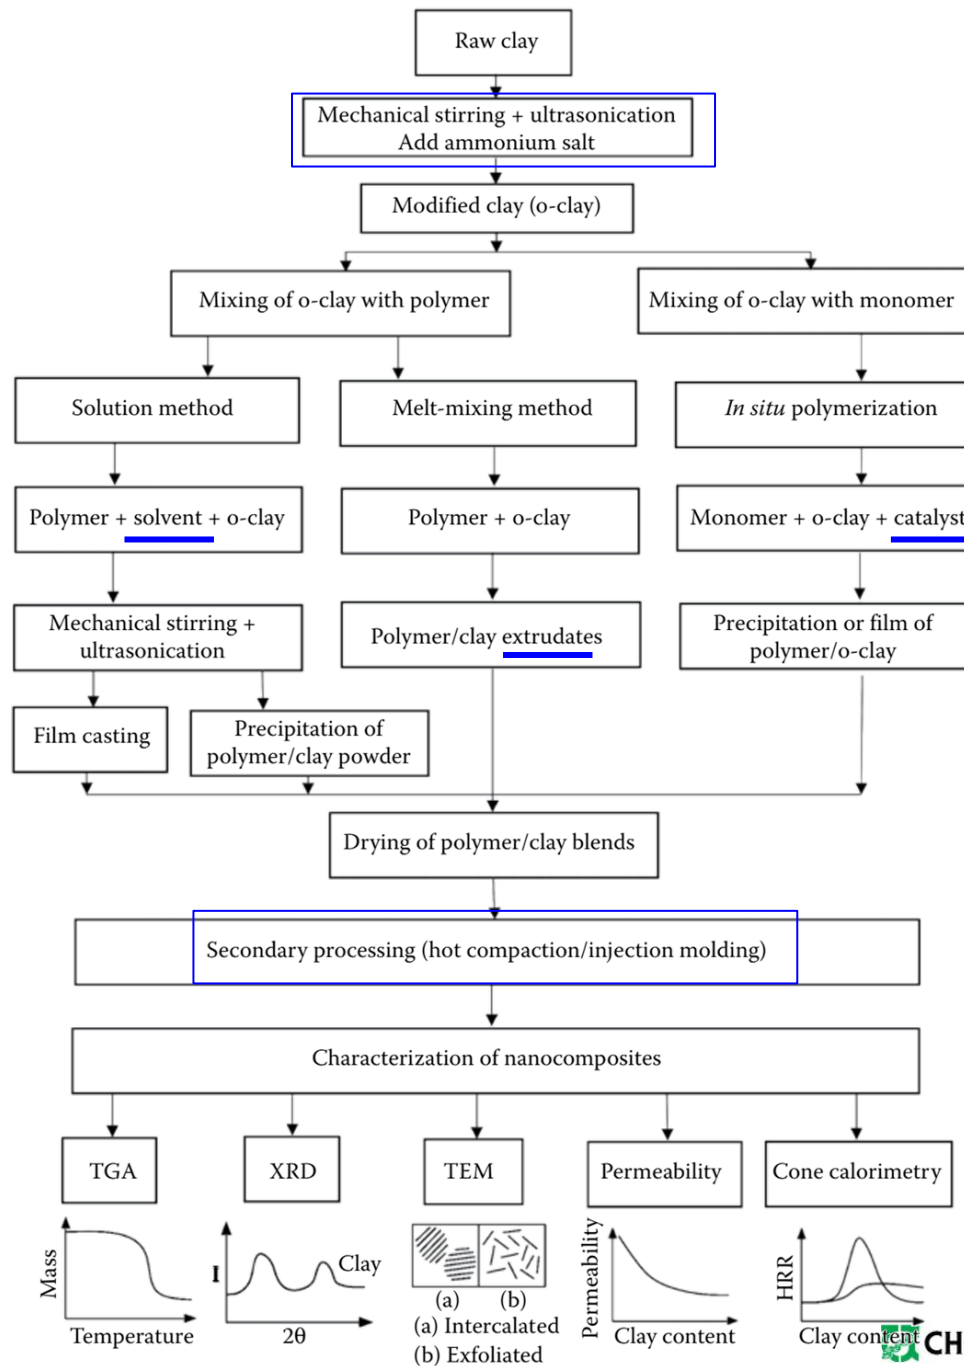 Raw clay
Mechanical stirring + ultrasonication
Add ammonium salt
Modified clay (o-clay)
Mixing of o-clay with polymer
Mixing of o-clay with monomer
Solution method
Melt-mixing method
In situ polymerization
Polymer + solvent + o-clay
Polymer + o-clay
Monomer + o-clay + catalyst
Mechanical stirring +
ultrasonication
Polymer/clay extrudates
Precipitation or film of
polymer/o-clay
Film casting
Precipitation of
polymer/clay powder
Drying of polymer/clay blends
Secondary processing (hot compaction/injection molding)
Characterization of nanocomposites
TGA
XRD
TEM
Permeability
Cone calorimetry
Mass
Temperature
I
Clay
2θ
(a) (b)
(a) Intercalated
(b) Exfoliated
Permeability
Clay content
HRR
Clay content
CH